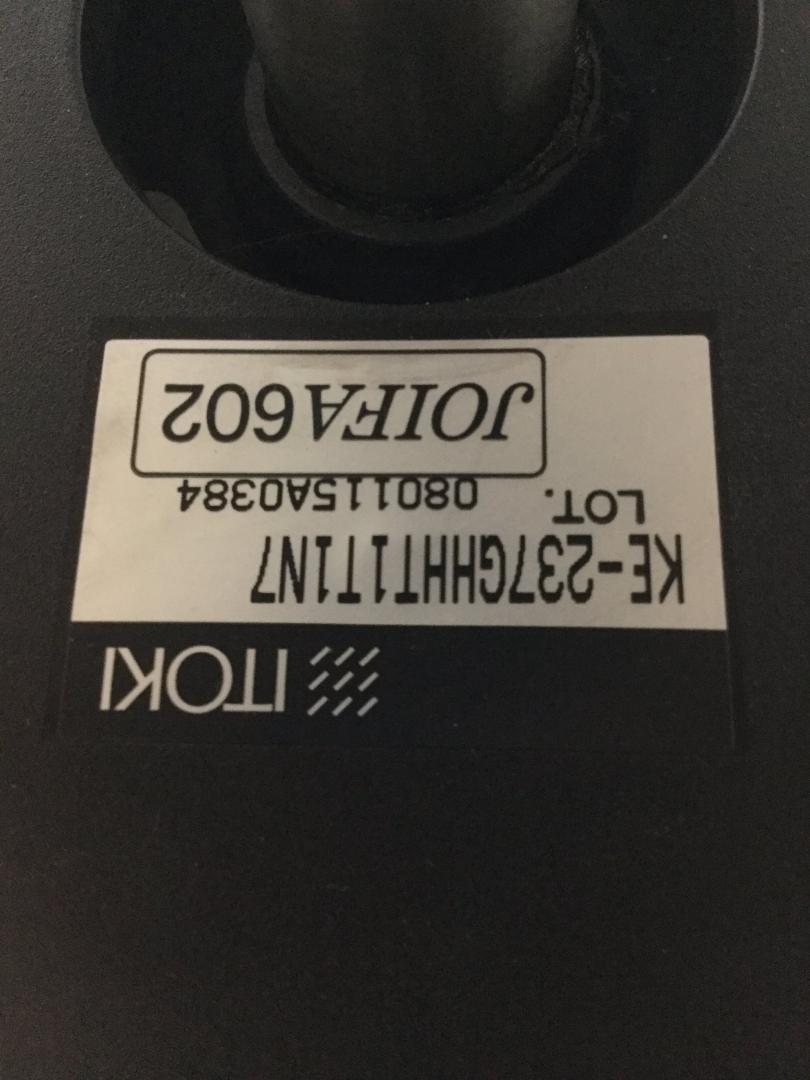 ITOKI
KE-237GHHT1T1N7
LOT. 080115A0384
JOIFA602